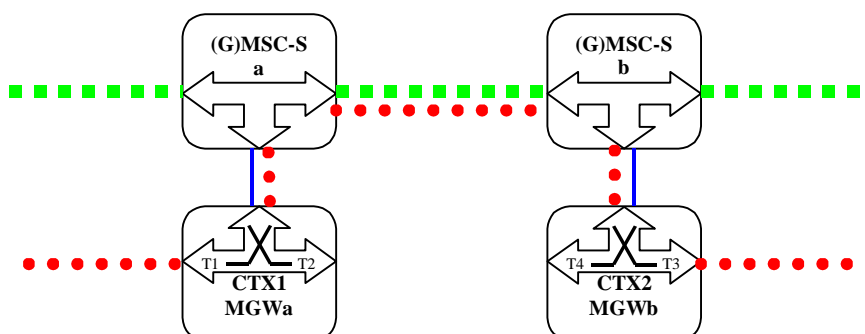 (G)MSC-S
a
(G)MSC-S
b
T1 T2
CTX1
MGWa
T4 T3
CTX2
MGWb